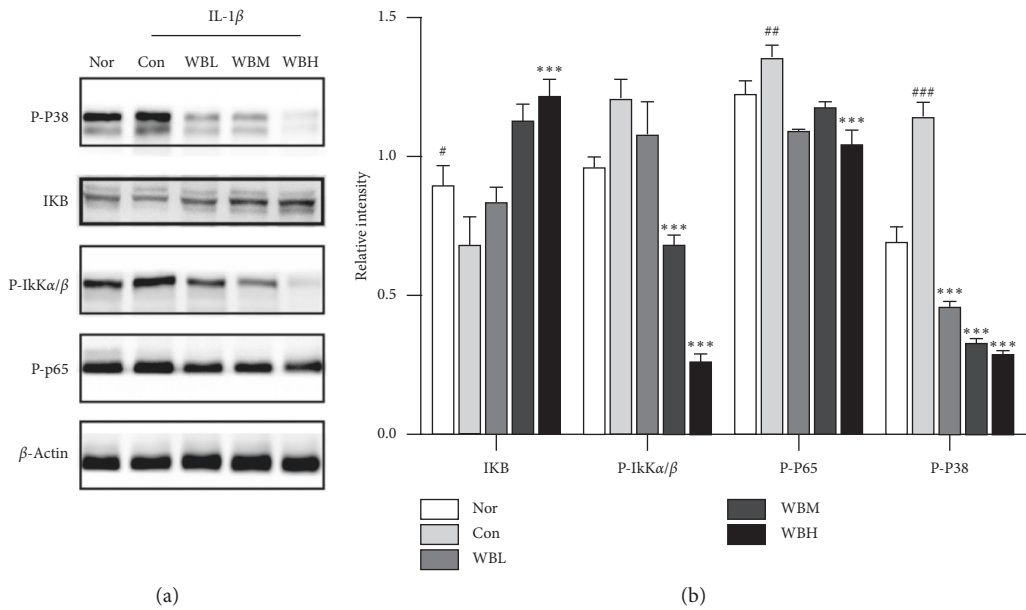 IL-1β
Nor Con WBL WBM WBH
P-P38
IKB
P-IkKα/β
P-p65
β-Actin
(a)
1.5
1.0
0.5
0.0
Relative intensity
#
***
***
***
##
***
###
***
***
***
IKB P-IkKα/β P-P65 P-P38
Nor
Con
WBL
WBM
WBH
(b)